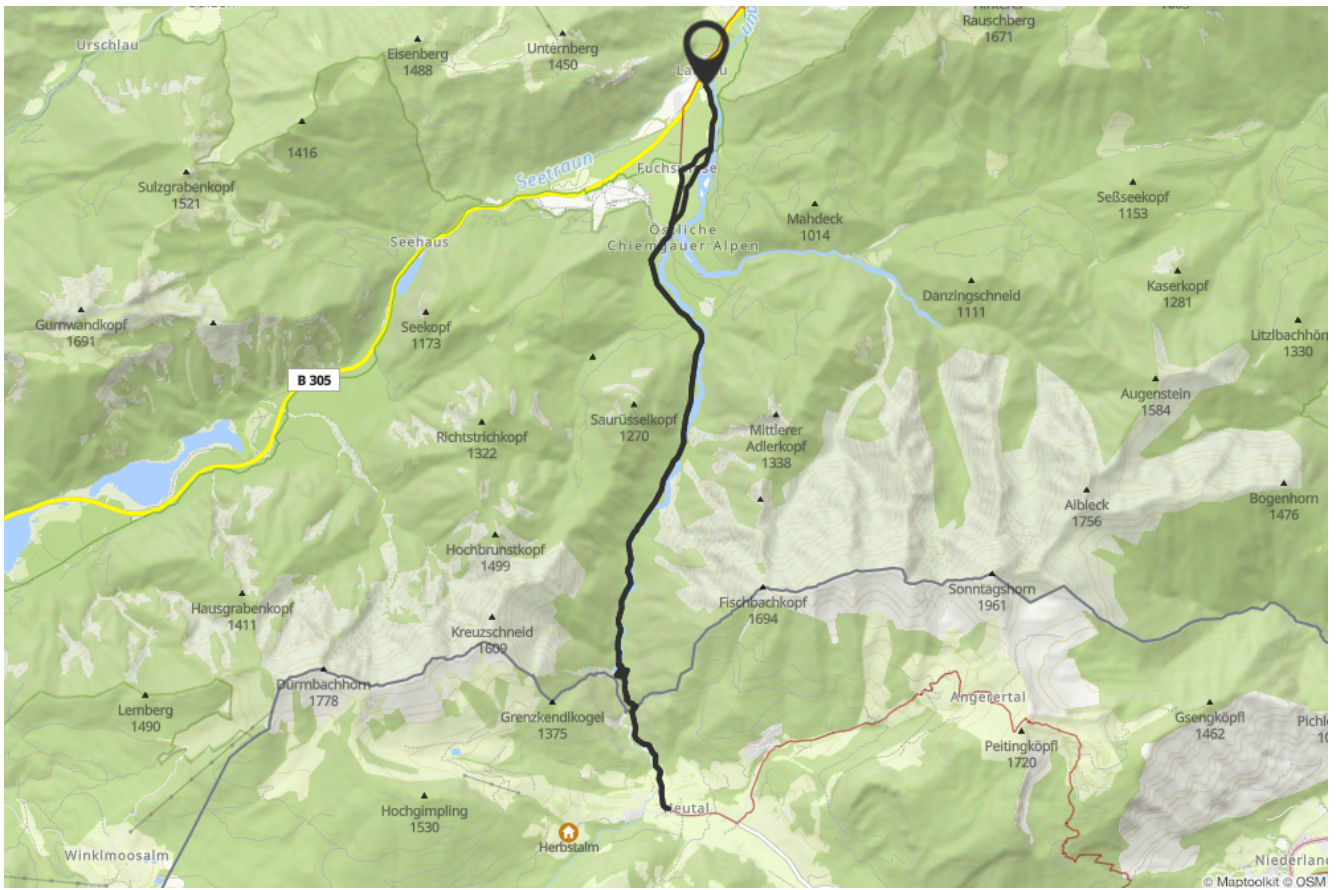 Urschlau
Eisenberg
1488
Unternberg
1450
Rauschberg
1671
1416
Sulzgrabenkopf
1521
Seetraun
Seehaus
Mahdeck
1014
Seßseekopf
1153
Östliche
Chiemgauer Alpen
Danzingschneid
1111
Kaserkopf
1281
Gurnwandkopf
1691
Seekopf
1173
Litzlbachhörn
1330
B 305
Augenstein
1584
Saurüsselkopf
1270
Richtstrichkopf
1322
Mittlerer
Adlerkopf
1338
Aibleck
1756
Bogenhorn
1476
Hochbrunstkopf
1499
Hausgrabenkopf
1411
Fischbachkopf
1694
Sonntagshorn
1961
Kreuzschneid
1609
Dürrnbachhorn
1778
Lemberg
1490
Grenzkendlkogel
1375
Angerertal
Gsengköpfl
1462
Peitingköpfl
1720
Hochgimpling
1530
Herbstalm
Winklmoosalm
Niederland
© Maptoolkit © OSM